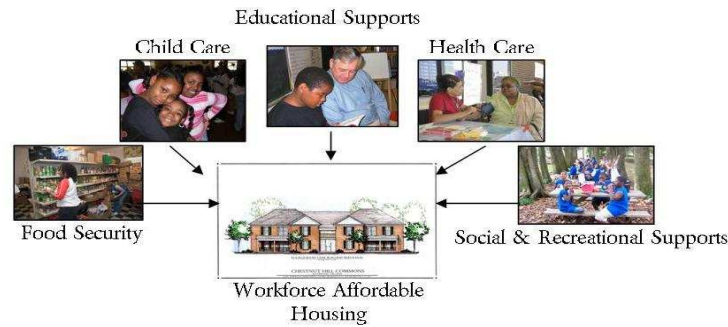 Educational Supports
Child Care
Health Care
Food Security
Social & Recreational Supports
CHESTNUT HILL COMMONS
Workforce Affordable
Housing